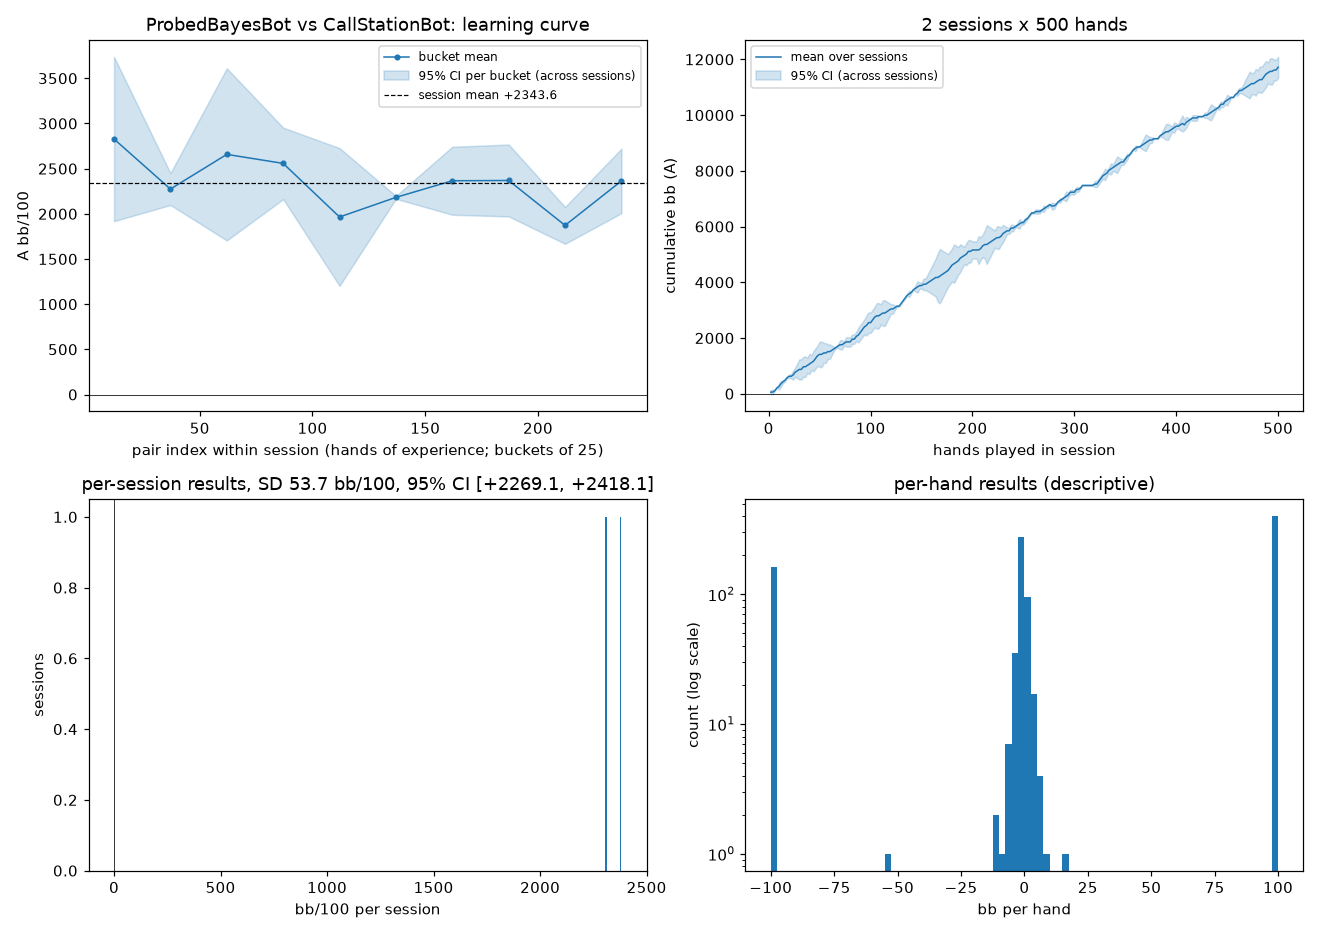 ProbedBayesBot vs CallStationBot: learning curve
A bb/100
3500
3000
2500
2000
1500
1000
500
0
bucket mean
95% CI per bucket (across sessions)
session mean +2343.6
50
100
150
200
pair index within session (hands of experience; buckets of 25)
2 sessions x 500 hands
cumulative bb (A)
12000
10000
8000
6000
4000
2000
0
mean over sessions
95% CI (across sessions)
0
100
200
300
400
500
hands played in session
per-session results, SD 53.7 bb/100, 95% CI [+2269.1, +2418.1]
sessions
1.0
0.8
0.6
0.4
0.2
0.0
0
500
1000
1500
2000
2500
bb/100 per session
per-hand results (descriptive)
count (log scale)
10²
10¹
10⁰
−100
−75
−50
−25
0
25
50
75
100
bb per hand